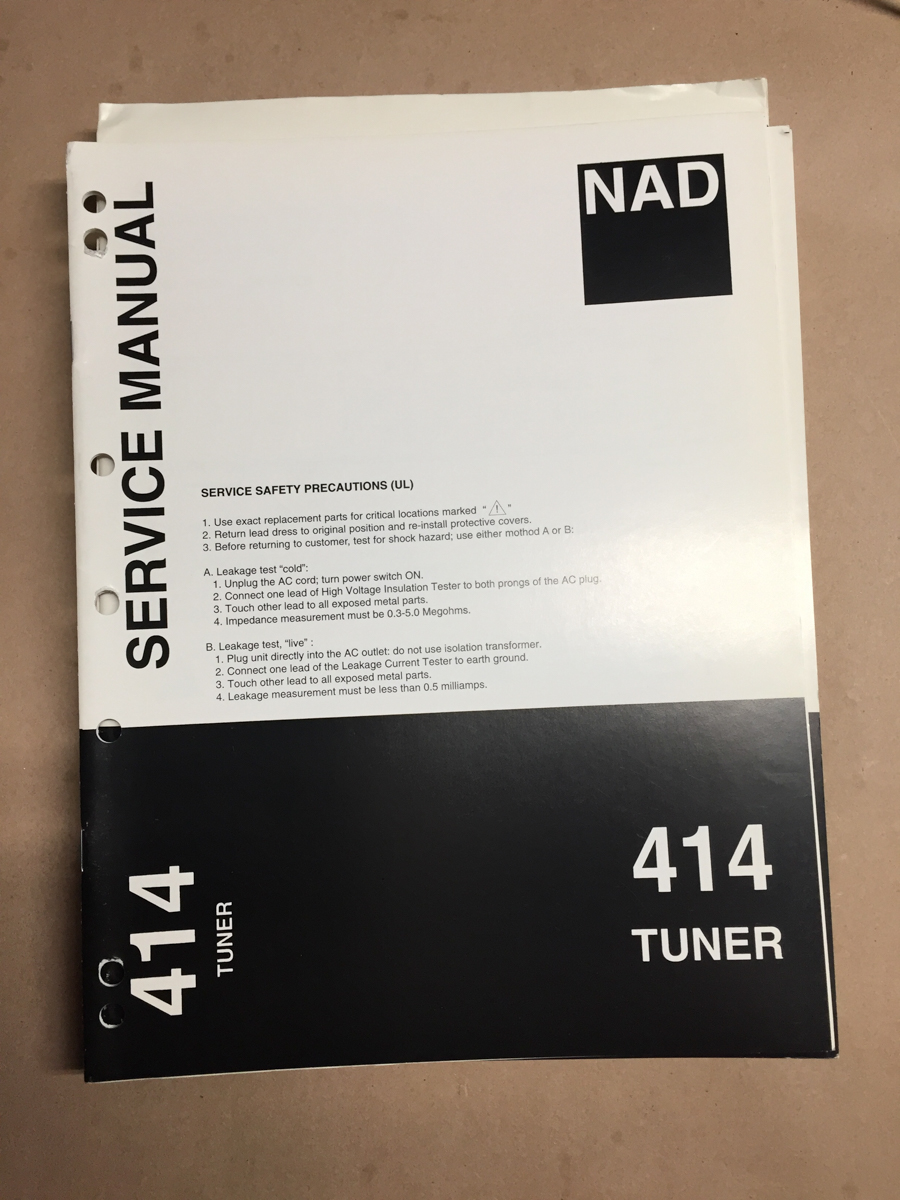 NAD
SERVICE MANUAL
SERVICE SAFETY PRECAUTIONS (UL)
1. Use exact replacement parts for critical locations marked “⚠”
2. Return lead dress to original position and re-install protective covers.
3. Before returning to customer, test for shock hazard; use either mothod A or B:
A. Leakage test “cold”:
1. Unplug the AC cord; turn power switch ON.
2. Connect one lead of High Voltage Insulation Tester to both prongs of the AC plug.
3. Touch other lead to all exposed metal parts.
4. Impedance measurement must be 0.3-5.0 Megohms.
B. Leakage test, “live” :
1. Plug unit directly into the AC outlet: do not use isolation transformer.
2. Connect one lead of the Leakage Current Tester to earth ground.
3. Touch other lead to all exposed metal parts.
4. Leakage measurement must be less than 0.5 milliamps.
414
TUNER
414
TUNER